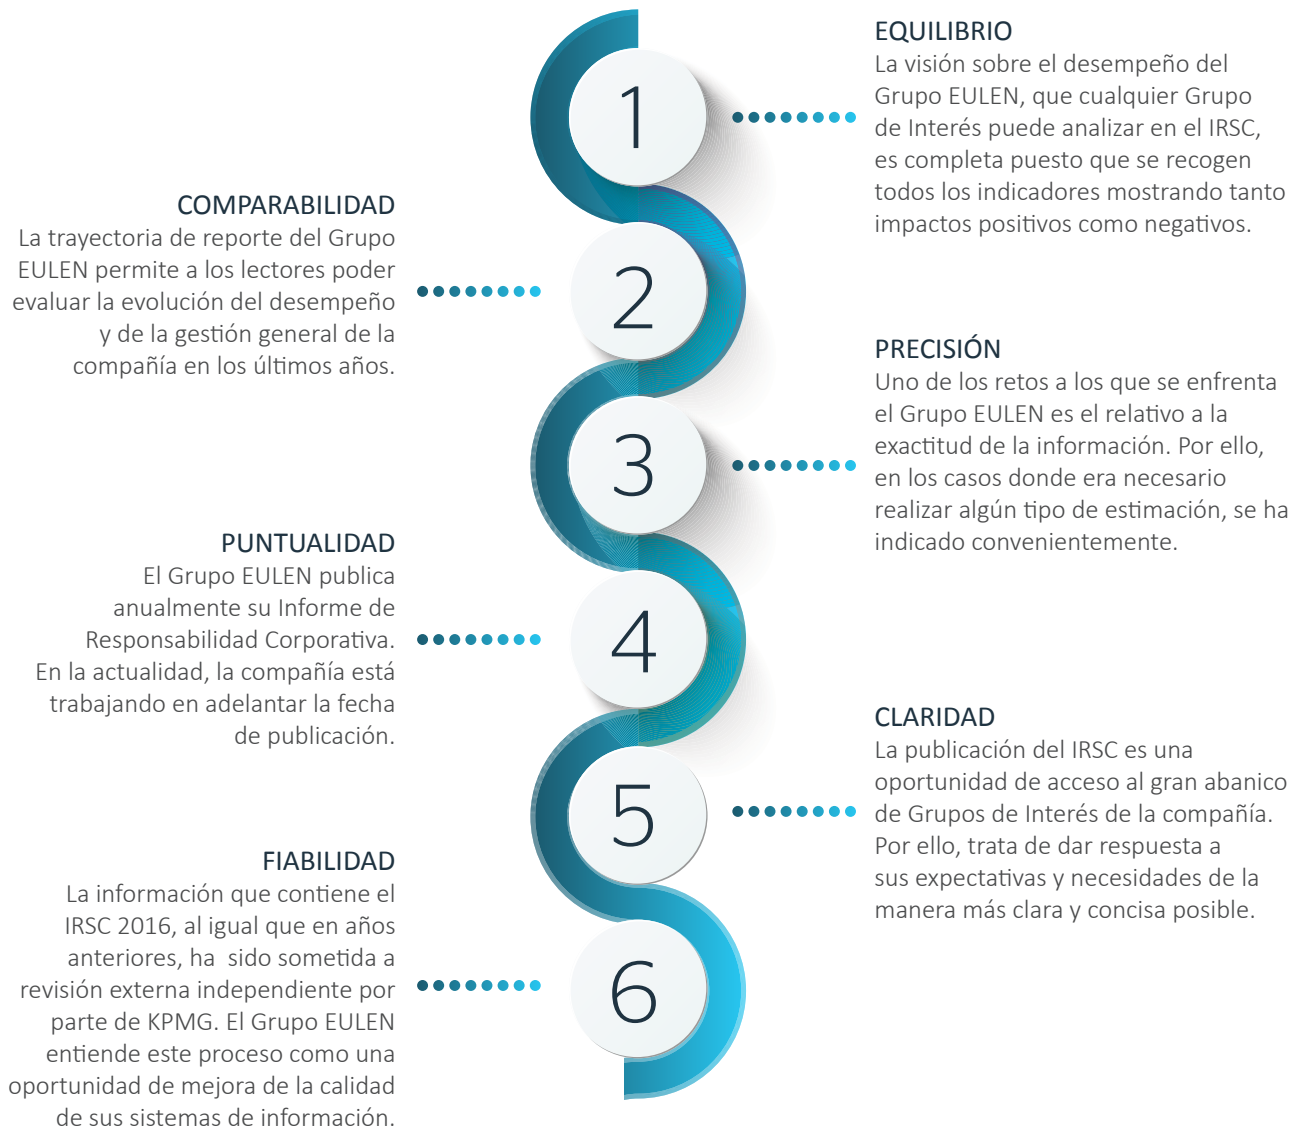 1
EQUILIBRIO
La visión sobre el desempeño del
Grupo EULEN, que cualquier Grupo
de Interés puede analizar en el IRSC,
es completa puesto que se recogen
todos los indicadores mostrando tanto
impactos positivos como negativos.
2
COMPARABILIDAD
La trayectoria de reporte del Grupo
EULEN permite a los lectores poder
evaluar la evolución del desempeño
y de la gestión general de la
compañía en los últimos años.
3
PRECISIÓN
Uno de los retos a los que se enfrenta
el Grupo EULEN es el relativo a la
exactitud de la información. Por ello,
en los casos donde era necesario
realizar algún tipo de estimación, se ha
indicado convenientemente.
4
PUNTUALIDAD
El Grupo EULEN publica
anualmente su Informe de
Responsabilidad Corporativa.
En la actualidad, la compañía está
trabajando en adelantar la fecha
de publicación.
5
CLARIDAD
La publicación del IRSC es una
oportunidad de acceso al gran abanico
de Grupos de Interés de la compañía.
Por ello, trata de dar respuesta a
sus expectativas y necesidades de la
manera más clara y concisa posible.
6
FIABILIDAD
La información que contiene el
IRSC 2016, al igual que en años
anteriores, ha  sido sometida a
revisión externa independiente por
parte de KPMG. El Grupo EULEN
entiende este proceso como una
oportunidad de mejora de la calidad
de sus sistemas de información.